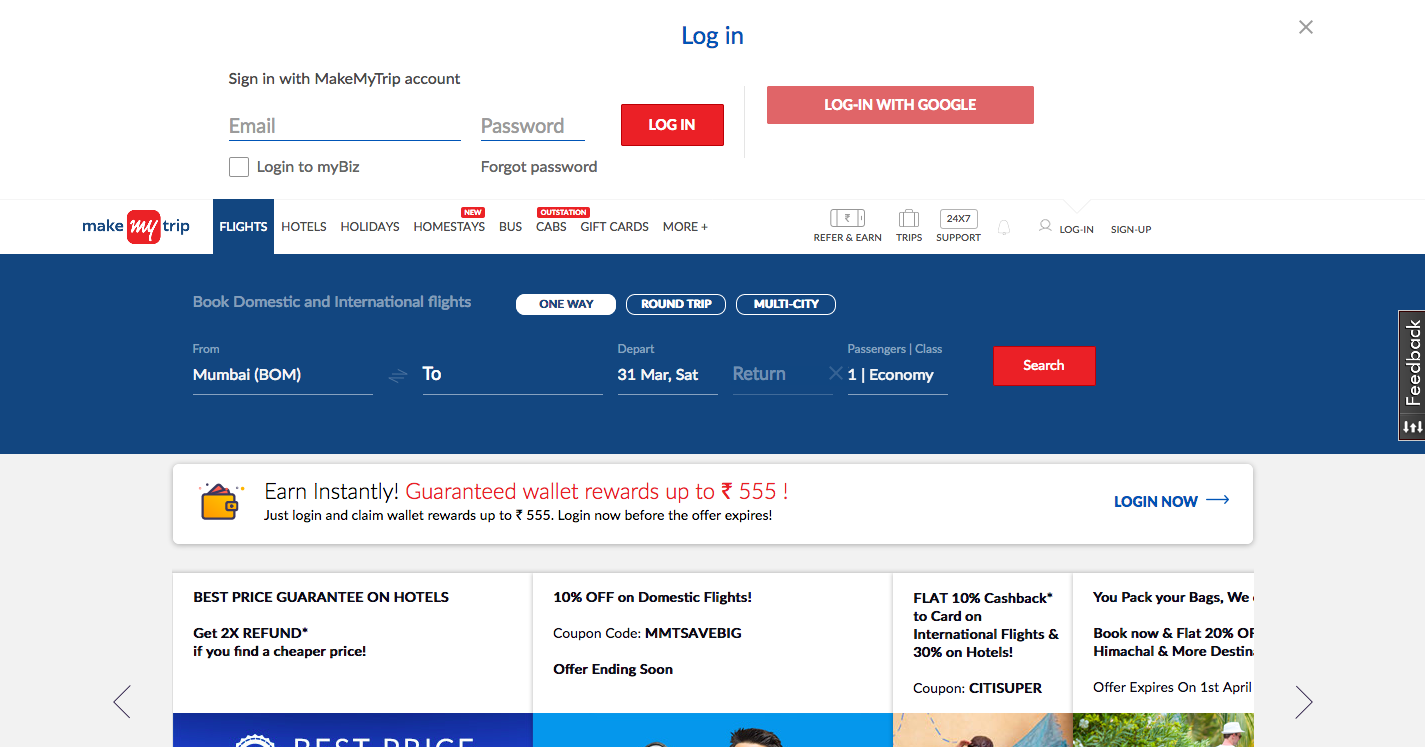 Log in
Sign in with MakeMyTrip account
Email
Password
LOG IN
LOG-IN WITH GOOGLE
Login to myBiz
Forgot password
make my trip
FLIGHTS
HOTELS
HOLIDAYS
NEW
HOMESTAYS
BUS
OUTSTATION
CABS
GIFT CARDS
MORE +
₹
REFER & EARN
TRIPS
24X7
SUPPORT
LOG-IN
SIGN-UP
Book Domestic and International flights
ONE WAY
ROUND TRIP
MULTI-CITY
From
Mumbai (BOM)
To
Depart
31 Mar, Sat
Return
Passengers | Class
1 | Economy
Search
Feedback
Earn Instantly! Guaranteed wallet rewards up to ₹ 555 !
Just login and claim wallet rewards up to ₹ 555. Login now before the offer expires!
LOGIN NOW
BEST PRICE GUARANTEE ON HOTELS
Get 2X REFUND*
if you find a cheaper price!
10% OFF on Domestic Flights!
Coupon Code: MMTSAVEBIG
Offer Ending Soon
FLAT 10% Cashback*
to Card on
International Flights &
30% on Hotels!
Coupon: CITISUPER
You Pack your Bags, We
Book now & Flat 20% OF
Himachal & More Destin
Offer Expires On 1st April
BEST PRICE